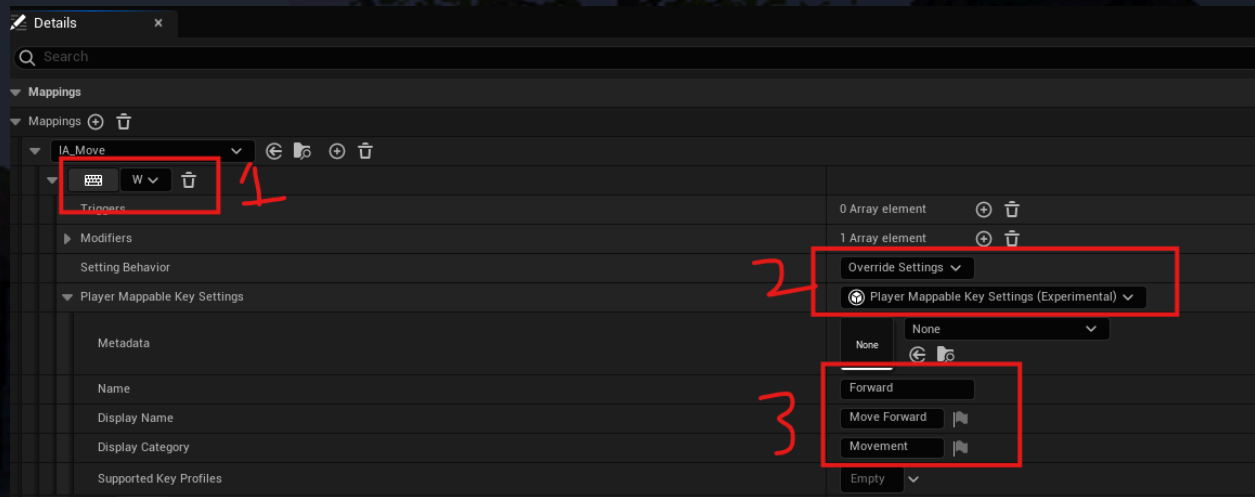 Details
Search
Mappings
Mappings
IA_Move
W
1
Triggers
0 Array element
Modifiers
1 Array element
Setting Behavior
Override Settings
2
Player Mappable Key Settings
Player Mappable Key Settings (Experimental)
Metadata
None
None
Name
Forward
3
Display Name
Move Forward
Display Category
Movement
Supported Key Profiles
Empty